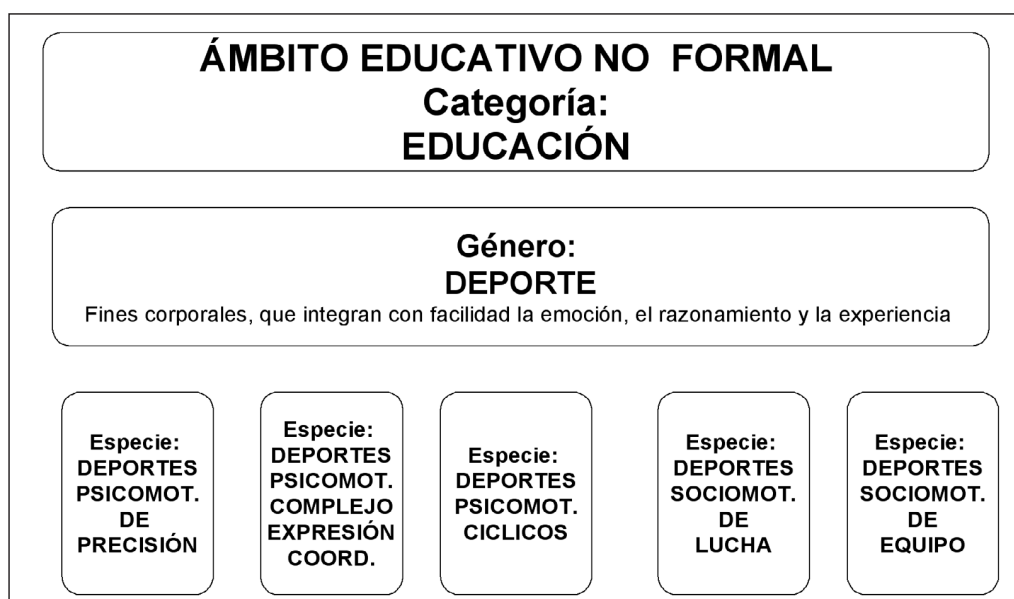 ÁMBITO EDUCATIVO NO FORMAL
Categoría:
EDUCACIÓN
Género:
DEPORTE
Fines corporales, que integran con facilidad la emoción, el razonamiento y la experiencia
Especie:
DEPORTES
PSICOMOT.
DE
PRECISIÓN
Especie:
DEPORTES
PSICOMOT.
COMPLEJO
EXPRESIÓN
COORD.
Especie:
DEPORTES
PSICOMOT.
CICLICOS
Especie:
DEPORTES
SOCIOMOT.
DE
LUCHA
Especie:
DEPORTES
SOCIOMOT.
DE
EQUIPO